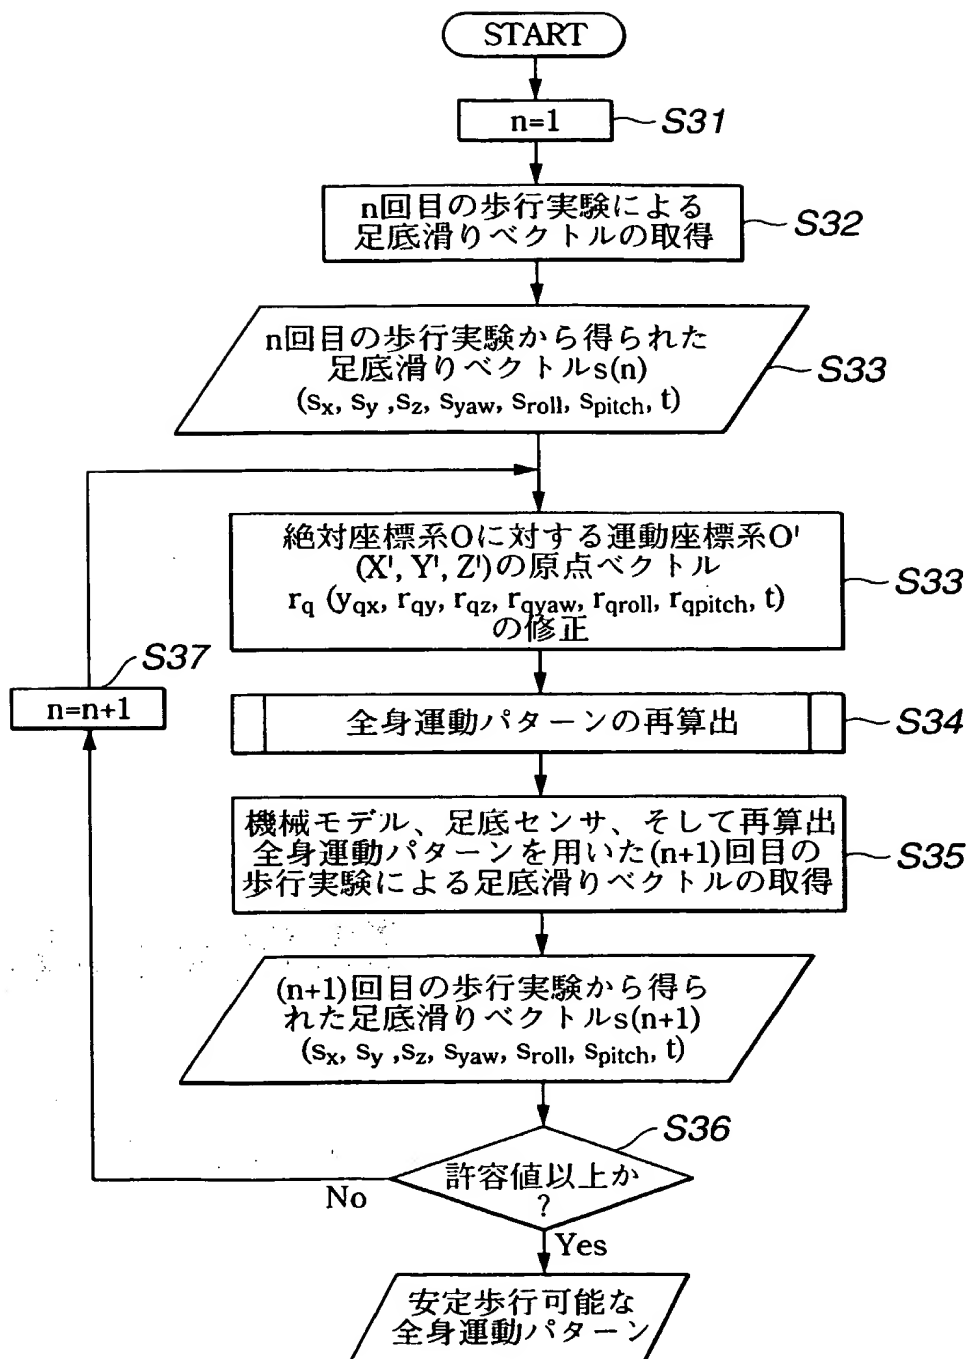 START
n=1
S31
n回目の歩行実験による
足底滑りベクトルの取得
S32
n回目の歩行実験から得られた
足底滑りベクトルs(n)
(sx, sy ,sz, syaw, sroll, spitch, t)
S33
絶対座標系Oに対する運動座標系O'
(X', Y', Z')の原点ベクトル
rq (yqx, rqy, rqz, rqyaw, rqroll, rqpitch, t)
の修正
S33
S37
n=n+1
全身運動パターンの再算出
S34
機械モデル、足底センサ、そして再算出
全身運動パターンを用いた(n+1)回目の
歩行実験による足底滑りベクトルの取得
S35
(n+1)回目の歩行実験から得ら
れた足底滑りベクトルs(n+1)
(sx, sy ,sz, syaw, sroll, spitch, t)
S36
許容値以上か
?
No
Yes
安定歩行可能な
全身運動パターン